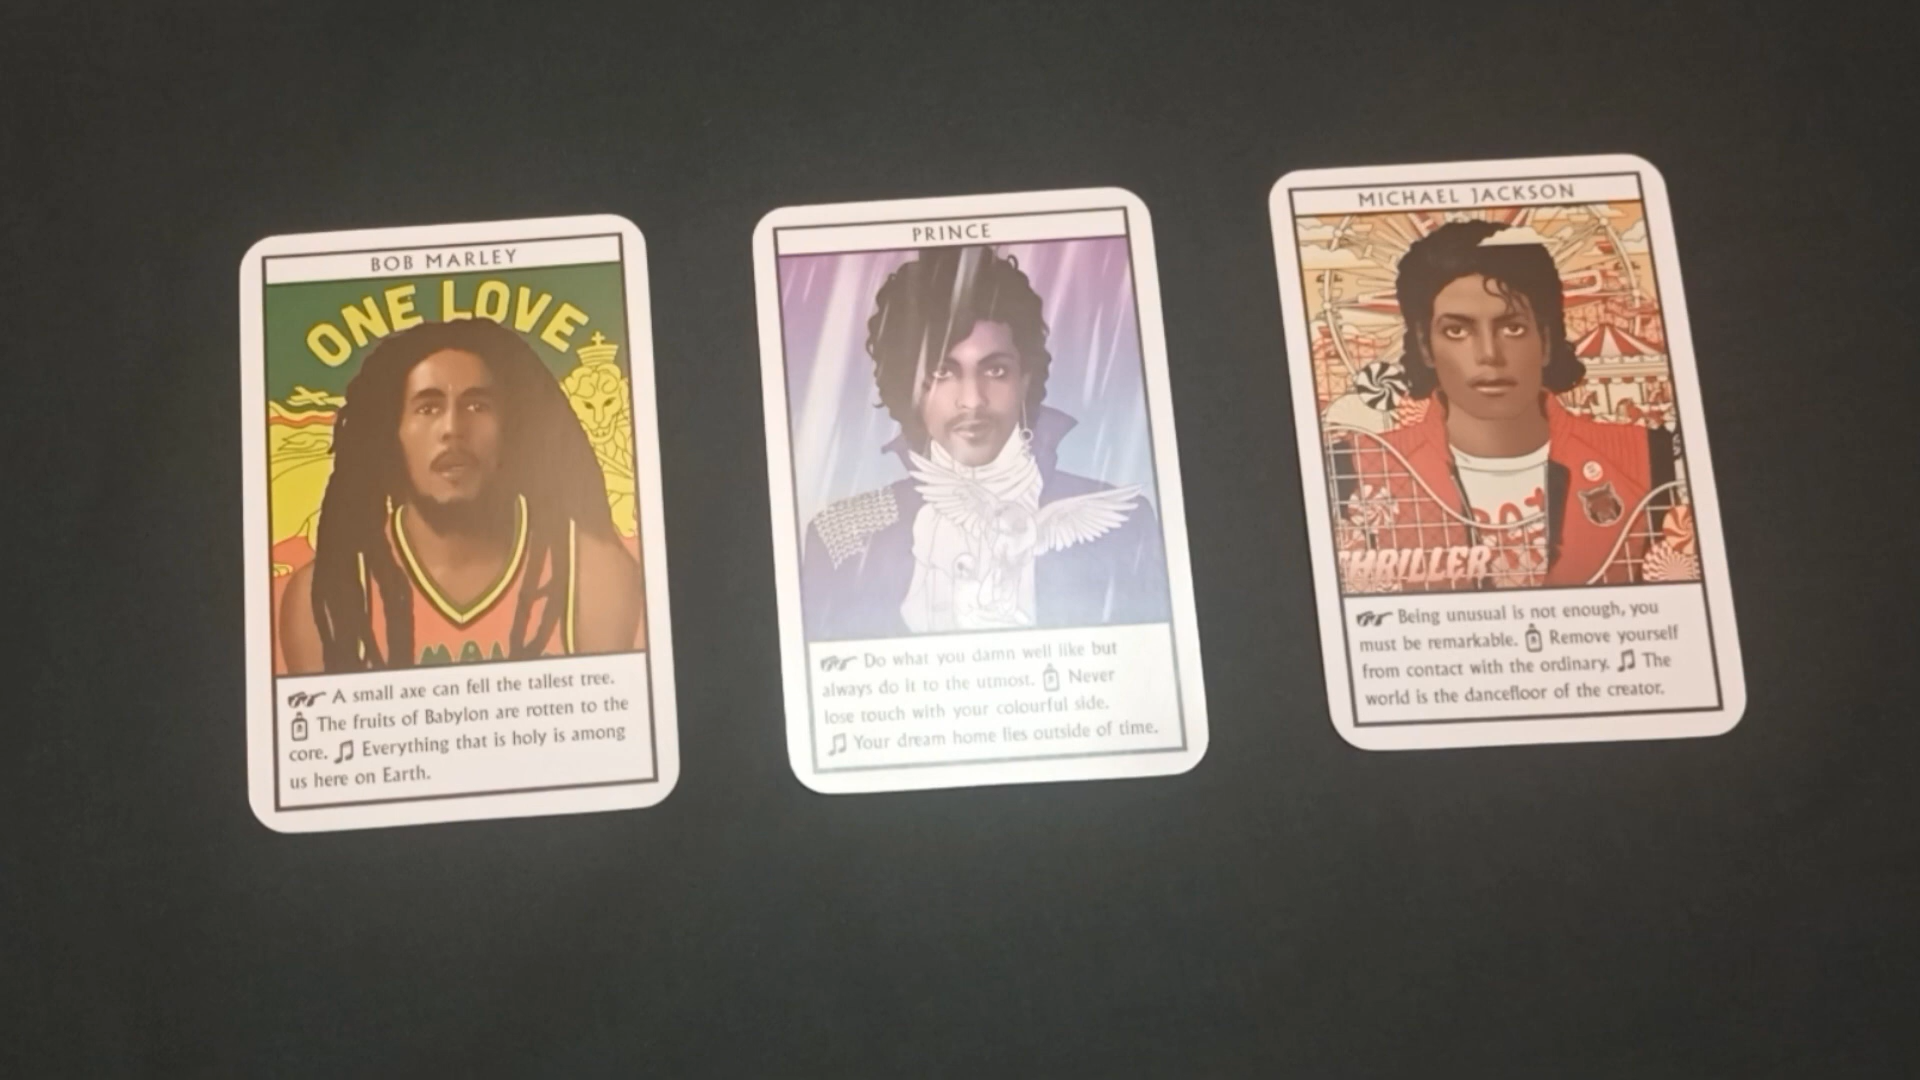 BOB MARLEY
ONE LOVE
A small axe can fell the tallest tree.
The fruits of Babylon are rotten to the
core. Everything that is holy is among
us here on Earth.
PRINCE
Do what you damn well like but
always do it to the utmost. Never
lose touch with your colourful side.
Your dream home lies outside of time.
MICHAEL JACKSON
THRILLER
Being unusual is not enough, you
must be remarkable. Remove yourself
from contact with the ordinary. The
world is the dancefloor of the creator.